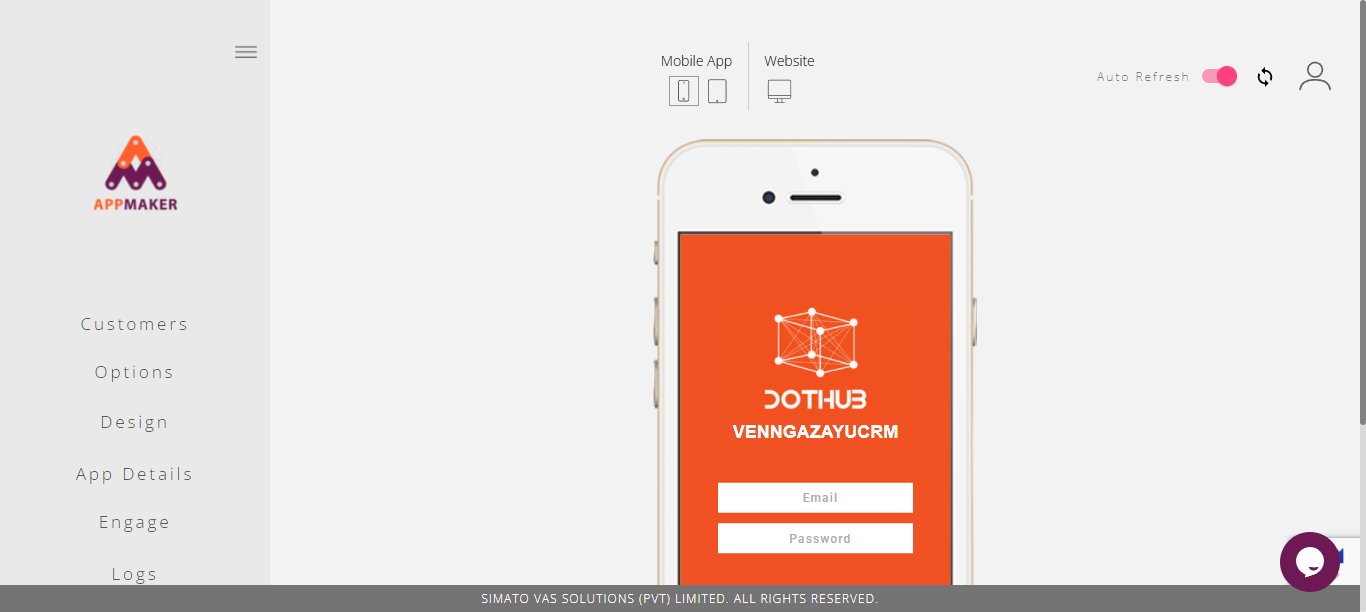 Mobile App
Website
Auto Refresh
APPMAKER
Customers
Options
Design
App Details
Engage
Logs
DOTHUB
VENNGAZAYUCRM
Email
Password
SIMATO VAS SOLUTIONS (PVT) LIMITED. ALL RIGHTS RESERVED.